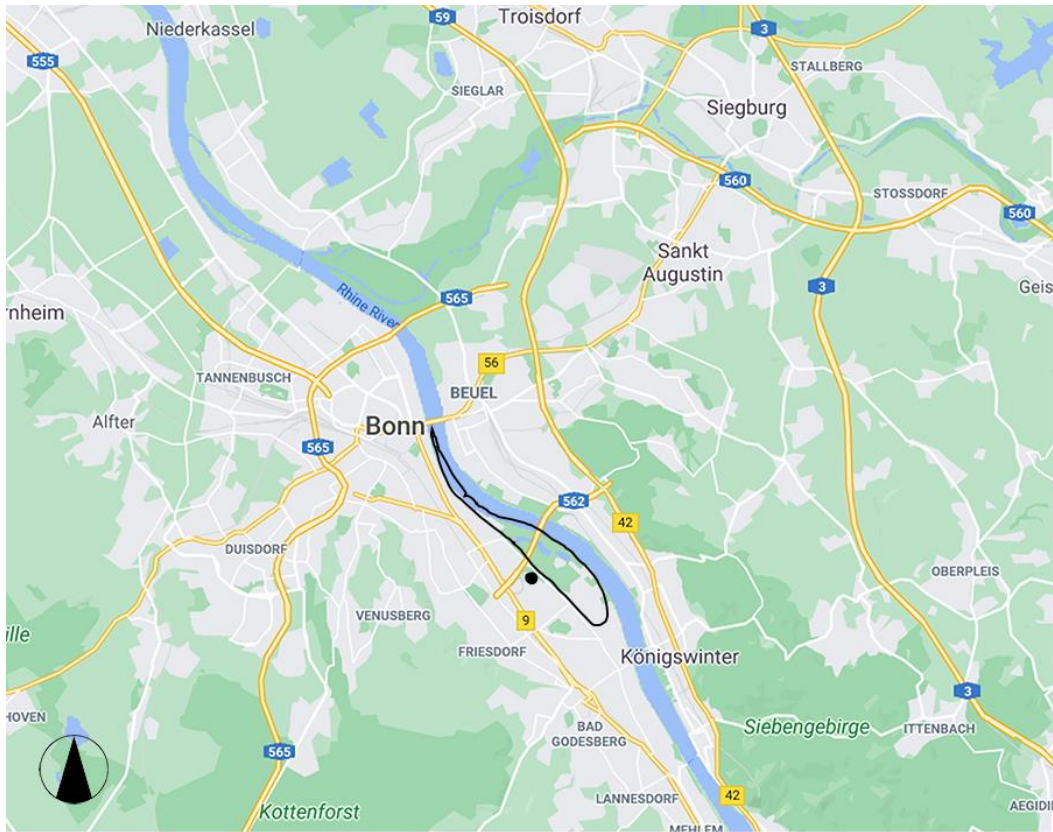 Niederkassel
59
Troisdorf
3
STALLBERG
555
SIEGLAR
Siegburg
560
STOSSDORF
560
Sankt
Augustin
3
Geis
Rhine River
565
rnheim
56
TANNENBUSCH
BEUEL
Alfter
Bonn
565
562
42
DUISDORF
OBERPLEIS
VENUSBERG
9
ille
FRIESDORF
Königswinter
3
HOVEN
BAD
GODESBERG
Siebengebirge
ITTENBACH
565
42
LANNESDORF
Kottenforst
AEGIDI
MEHLEM